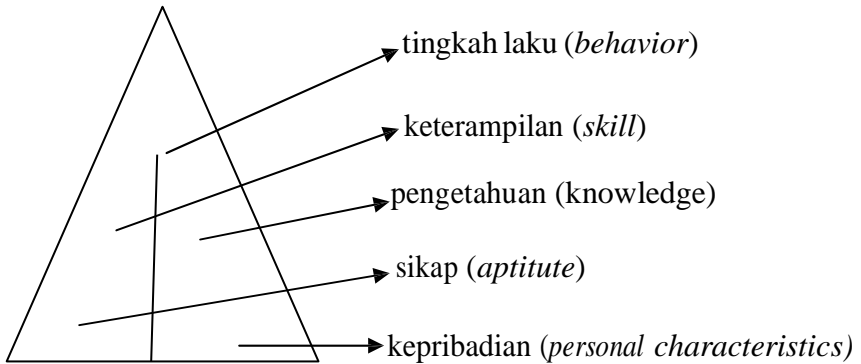 tingkah laku (behavior)
keterampilan (skill)
pengetahuan (knowledge)
sikap (aptitute)
kepribadian (personal characteristics)